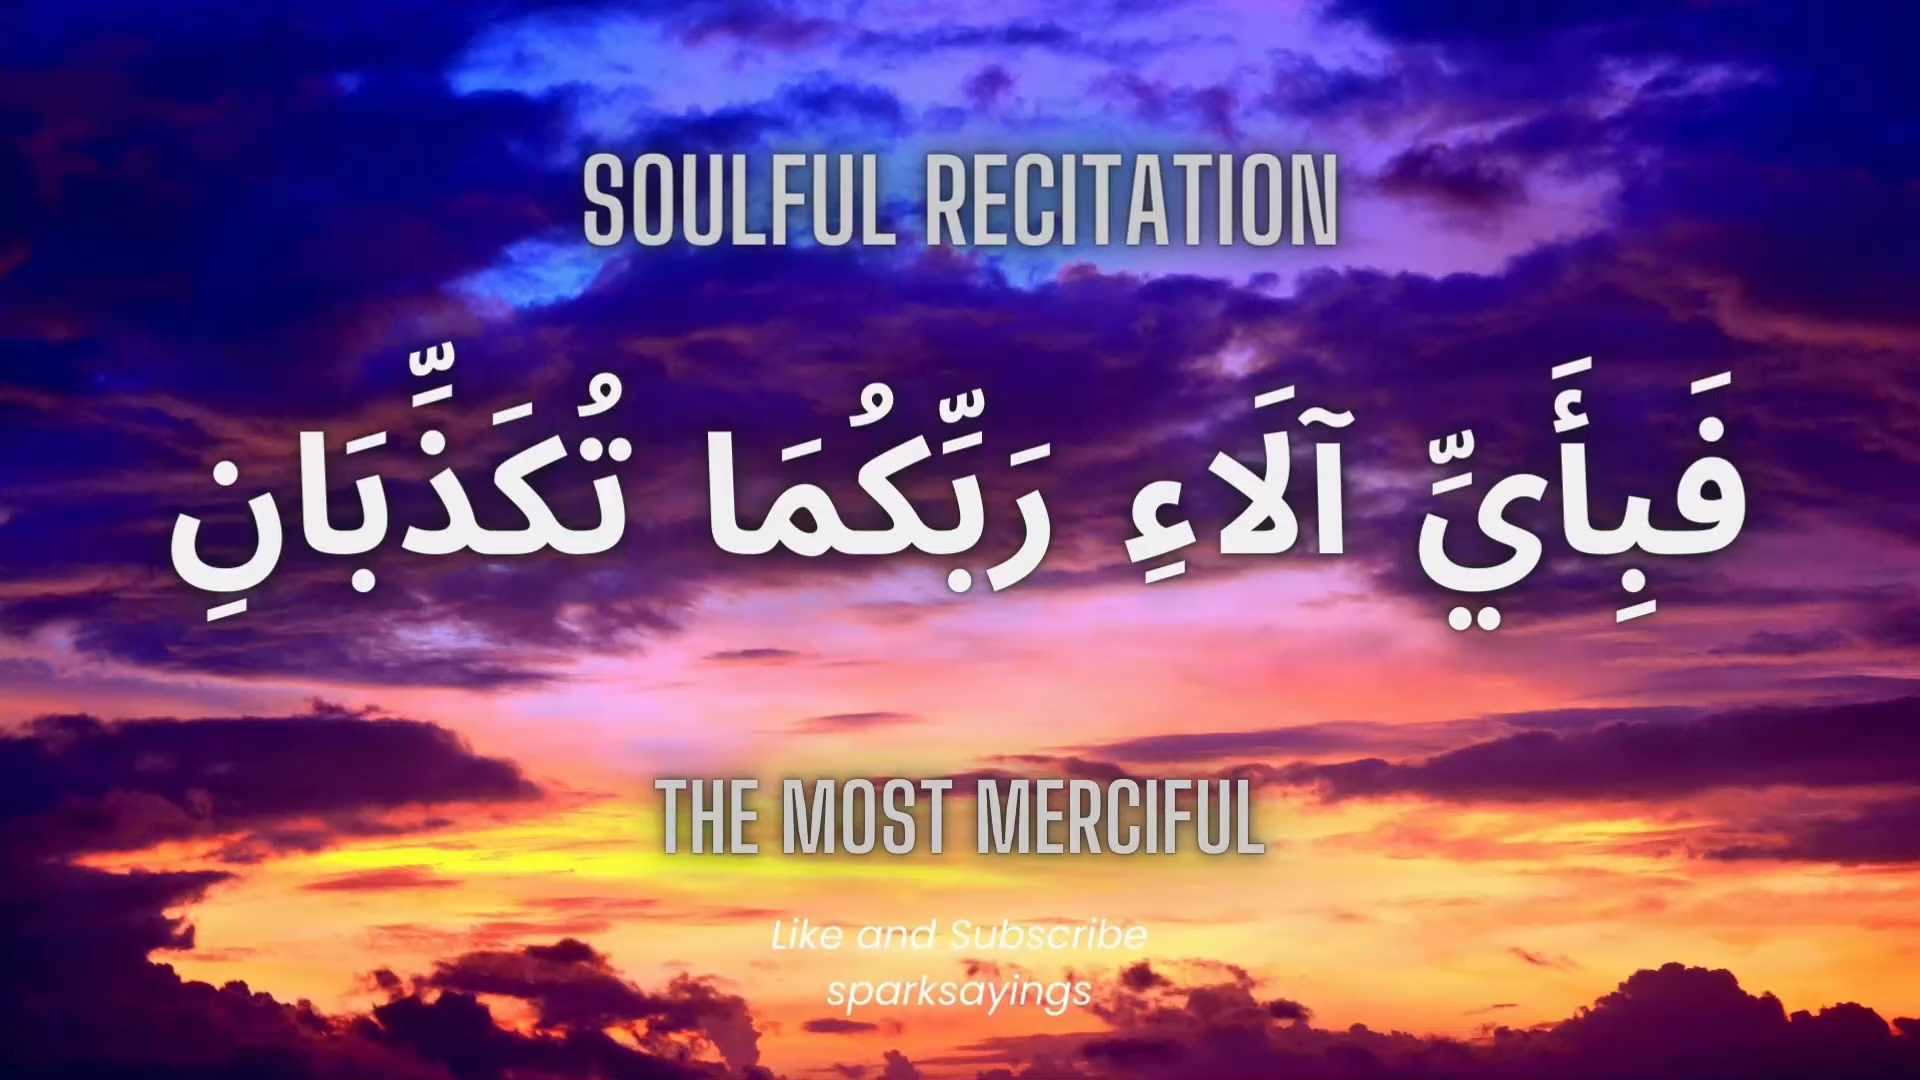 SOULFUL RECITATION
فَبِأَيِّ آلَاءِ رَبِّكُمَا تُكَذِّبَانِ
THE MOST MERCIFUL
Like and Subscribe
sparksayings